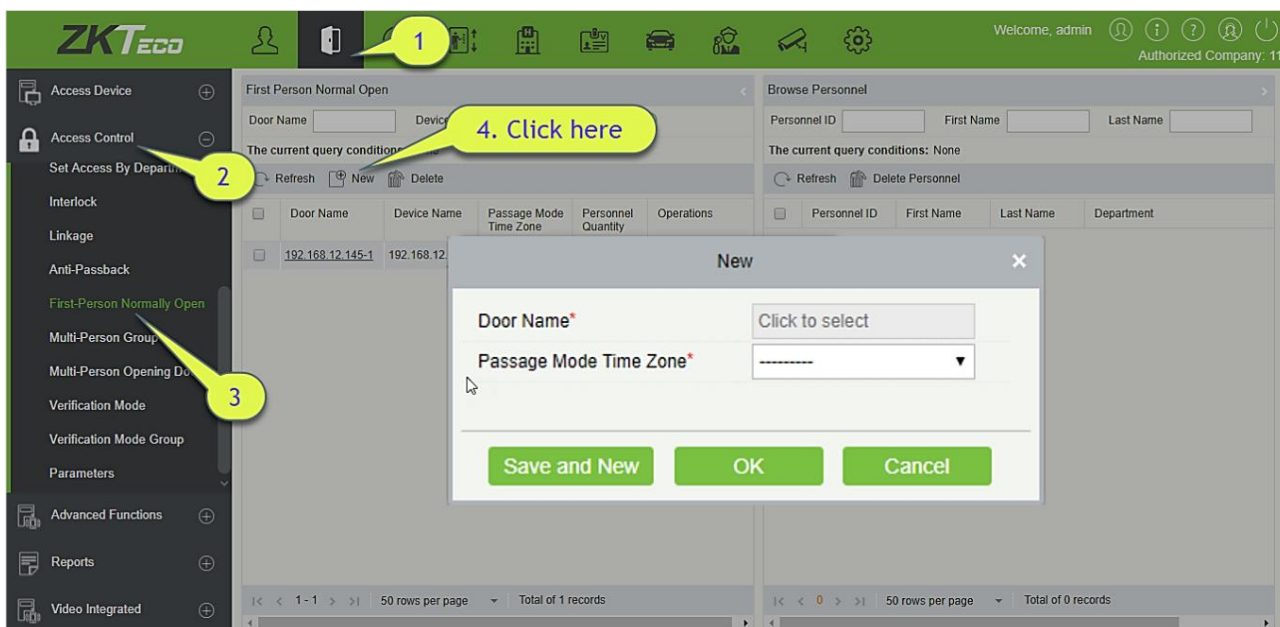 ZKTeco
1
Welcome, admin
Authorized Company: 11
Access Device
Access Control
2
Set Access By
Interlock
Linkage
Anti-Passback
First-Person Normally Open
3
Multi-Person Group
Multi-Person Opening
Verification Mode
Verification Mode Group
Parameters
Advanced Functions
Reports
Video Integrated
First Person Normal Open
Door Name
4. Click here
The current query
Refresh New Delete
Door Name Device Name Passage Mode Time Zone Personnel Quantity Operations
192.168.12.145-1 192.168.12.
1-1 50 rows per page Total of 1 records
Browse Personnel
Personnel ID First Name Last Name
The current query conditions: None
Refresh Delete Personnel
Personnel ID First Name Last Name Department
0 50 rows per page Total of 0 records
New
Door Name* Click to select
Passage Mode Time Zone* ---------
Save and New OK Cancel